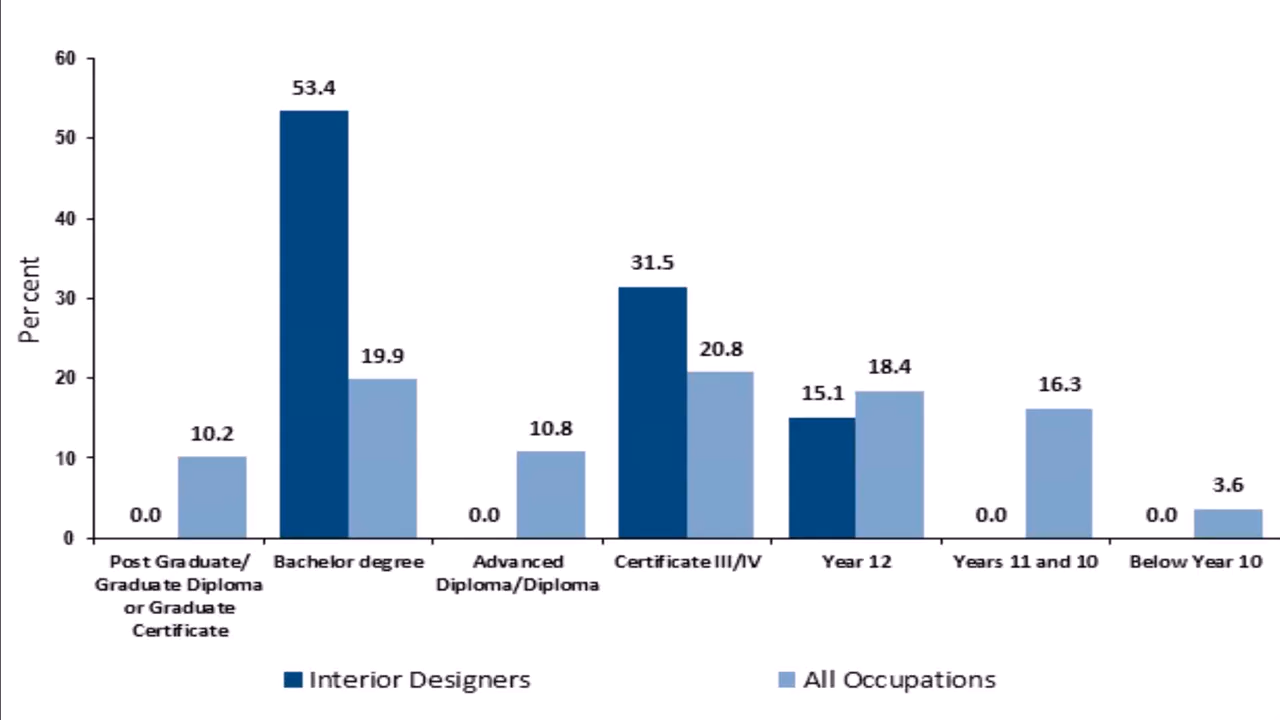 60
53.4
50
40
Per cent
31.5
30
19.9
20.8
20
18.4
15.1
16.3
10.2
10.8
10
3.6
0.0
0.0
0.0
0.0
0
Post Graduate/
Graduate Diploma
or Graduate
Certificate
Bachelor degree
Advanced
Diploma/Diploma
Certificate III/IV
Year 12
Years 11 and 10
Below Year 10
Interior Designers
All Occupations